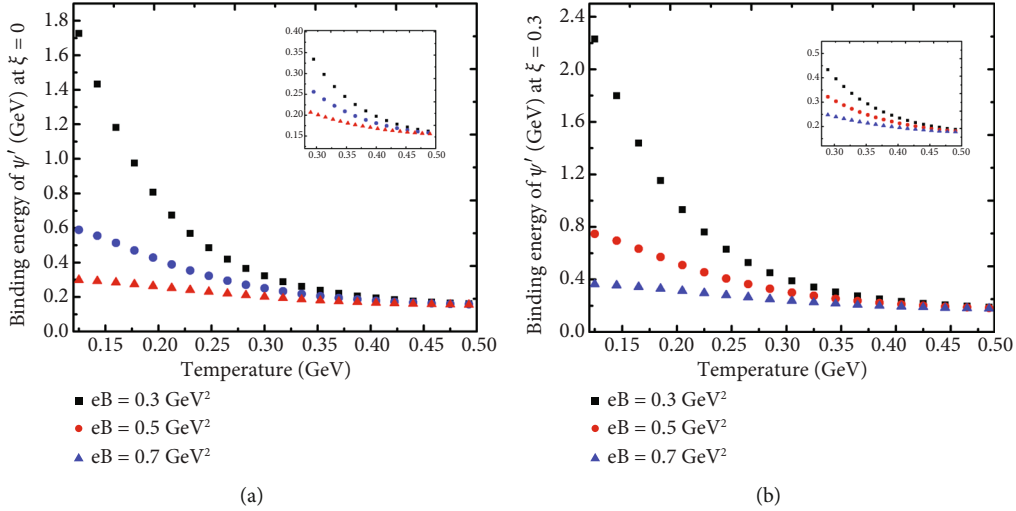 Binding energy of ψ′ (GeV) at ξ = 0
1.8
1.6
1.4
1.2
1.0
0.8
0.6
0.4
0.2
0.0
0.15 0.20 0.25 0.30 0.35 0.40 0.45 0.50
Temperature (GeV)
0.40
0.35
0.30
0.25
0.20
0.15
0.30 0.35 0.40 0.45 0.50
eB = 0.3 GeV²
eB = 0.5 GeV²
eB = 0.7 GeV²
(a)
Binding energy of ψ′ (GeV) at ξ = 0.3
2.4
2.0
1.6
1.2
0.8
0.4
0.0
0.15 0.20 0.25 0.30 0.35 0.40 0.45 0.50
Temperature (GeV)
0.5
0.4
0.3
0.2
0.30 0.35 0.40 0.45 0.50
eB = 0.3 GeV²
eB = 0.5 GeV²
eB = 0.7 GeV²
(b)